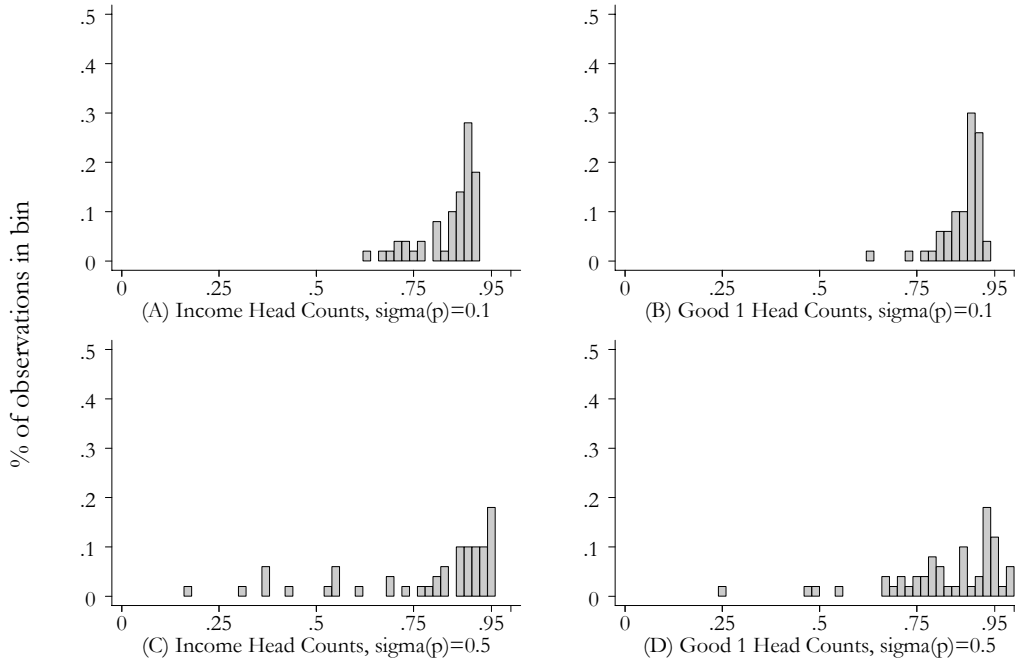 % of observations in bin
.5
.4
.3
.2
.1
0
0 .25 .5 .75 .95
(A) Income Head Counts, sigma(p)=0.1
.5
.4
.3
.2
.1
0
0 .25 .5 .75 .95
(B) Good 1 Head Counts, sigma(p)=0.1
.5
.4
.3
.2
.1
0
0 .25 .5 .75 .95
(C) Income Head Counts, sigma(p)=0.5
.5
.4
.3
.2
.1
0
0 .25 .5 .75 .95
(D) Good 1 Head Counts, sigma(p)=0.5